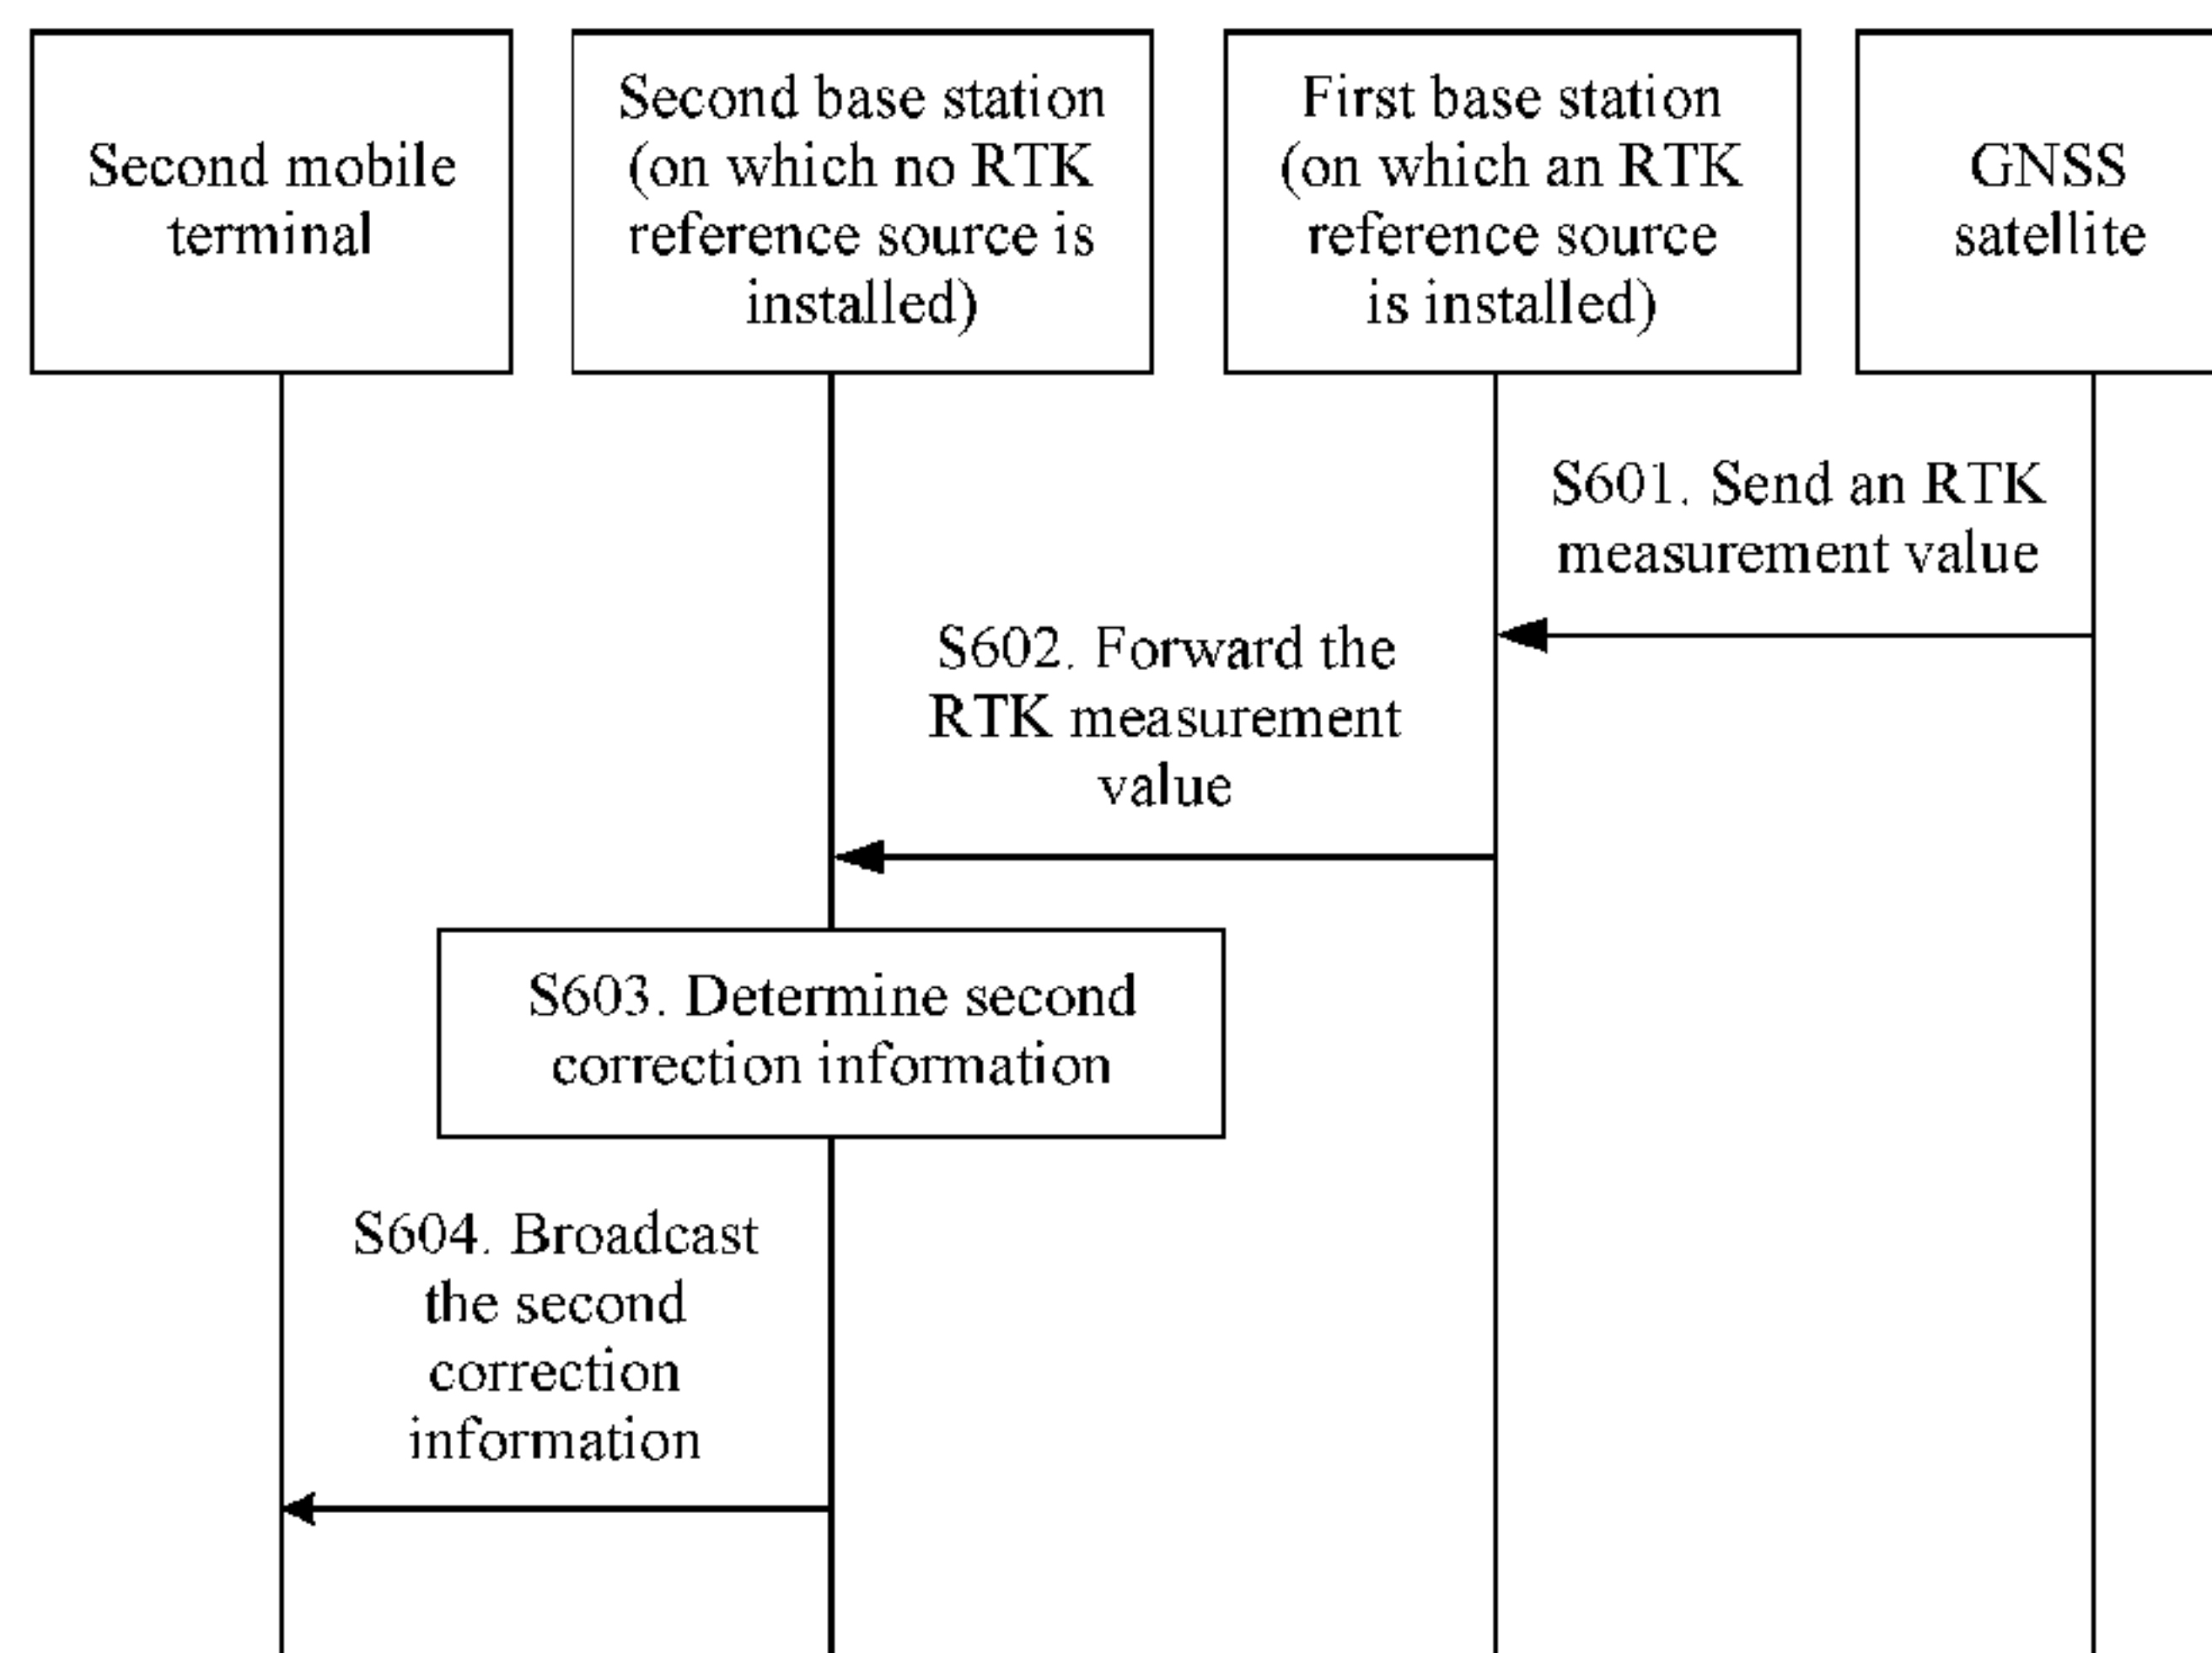 Second mobile
terminal
Second base station
(on which no RTK
reference source is
installed)
First base station
(on which an RTK
reference source
is installed)
GNSS
satellite
S601. Send an RTK
measurement value
S602. Forward the
RTK measurement
value
S603. Determine second
correction information
S604. Broadcast
the second
correction
information